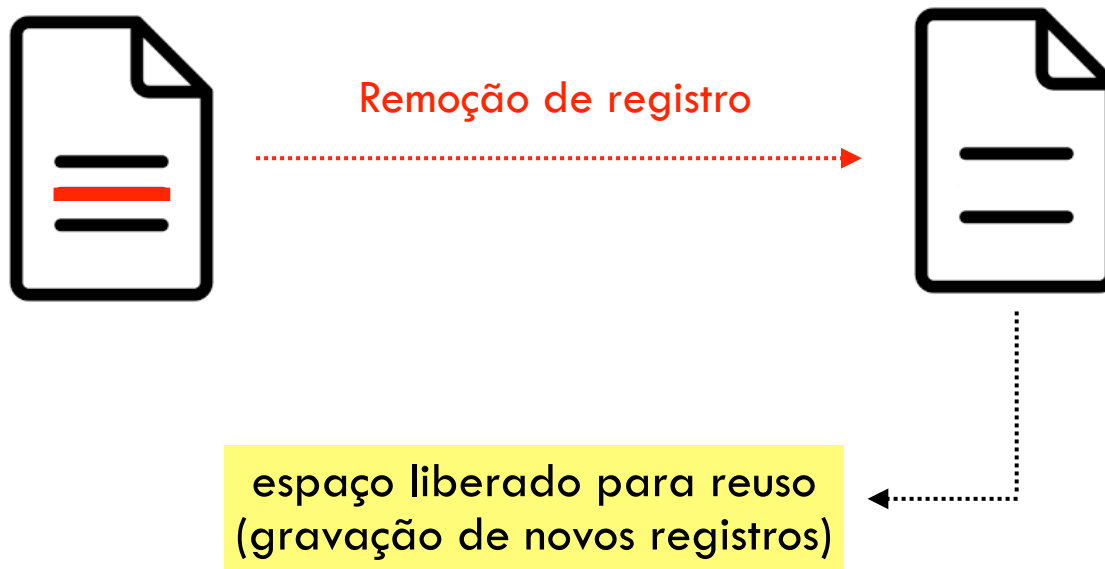 Remoção de registro
espaço liberado para reuso
(gravação de novos registros)